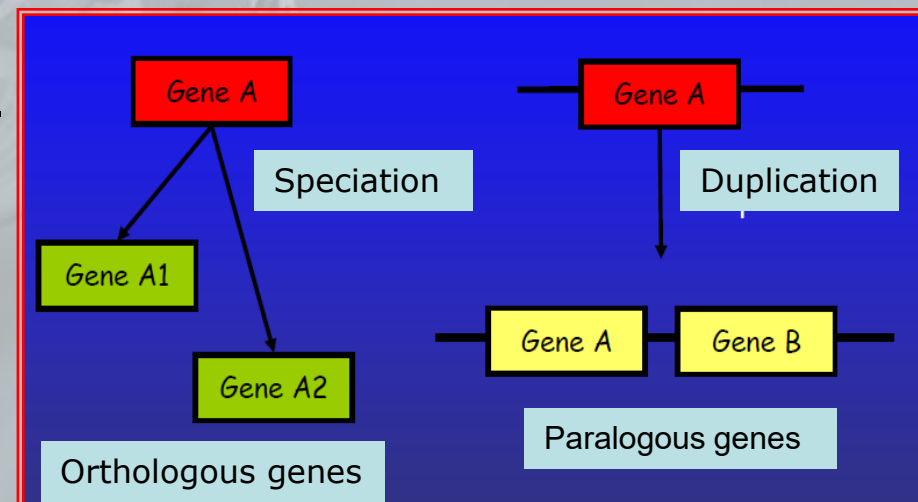 Gene A
Speciation
Gene A1
Gene A2
Orthologous genes
Gene A
Duplication
Gene A
Gene B
Paralogous genes